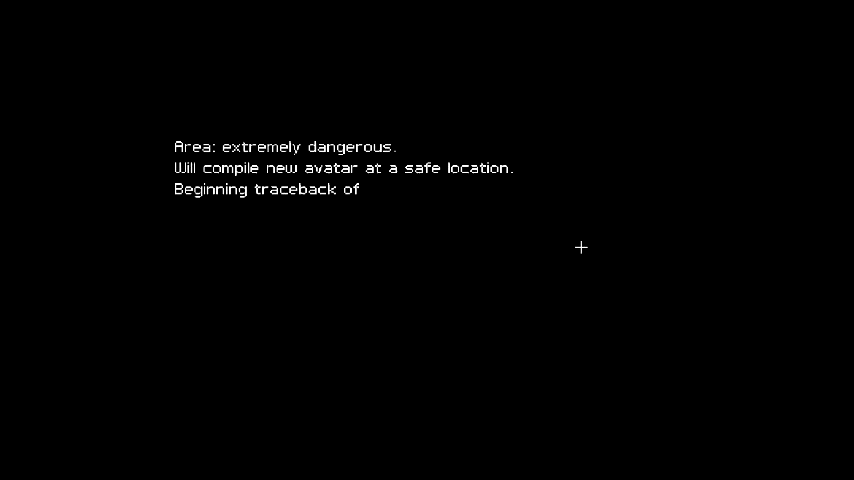 Area: extremely dangerous.
Will compile new avatar at a safe location.
Beginning traceback of